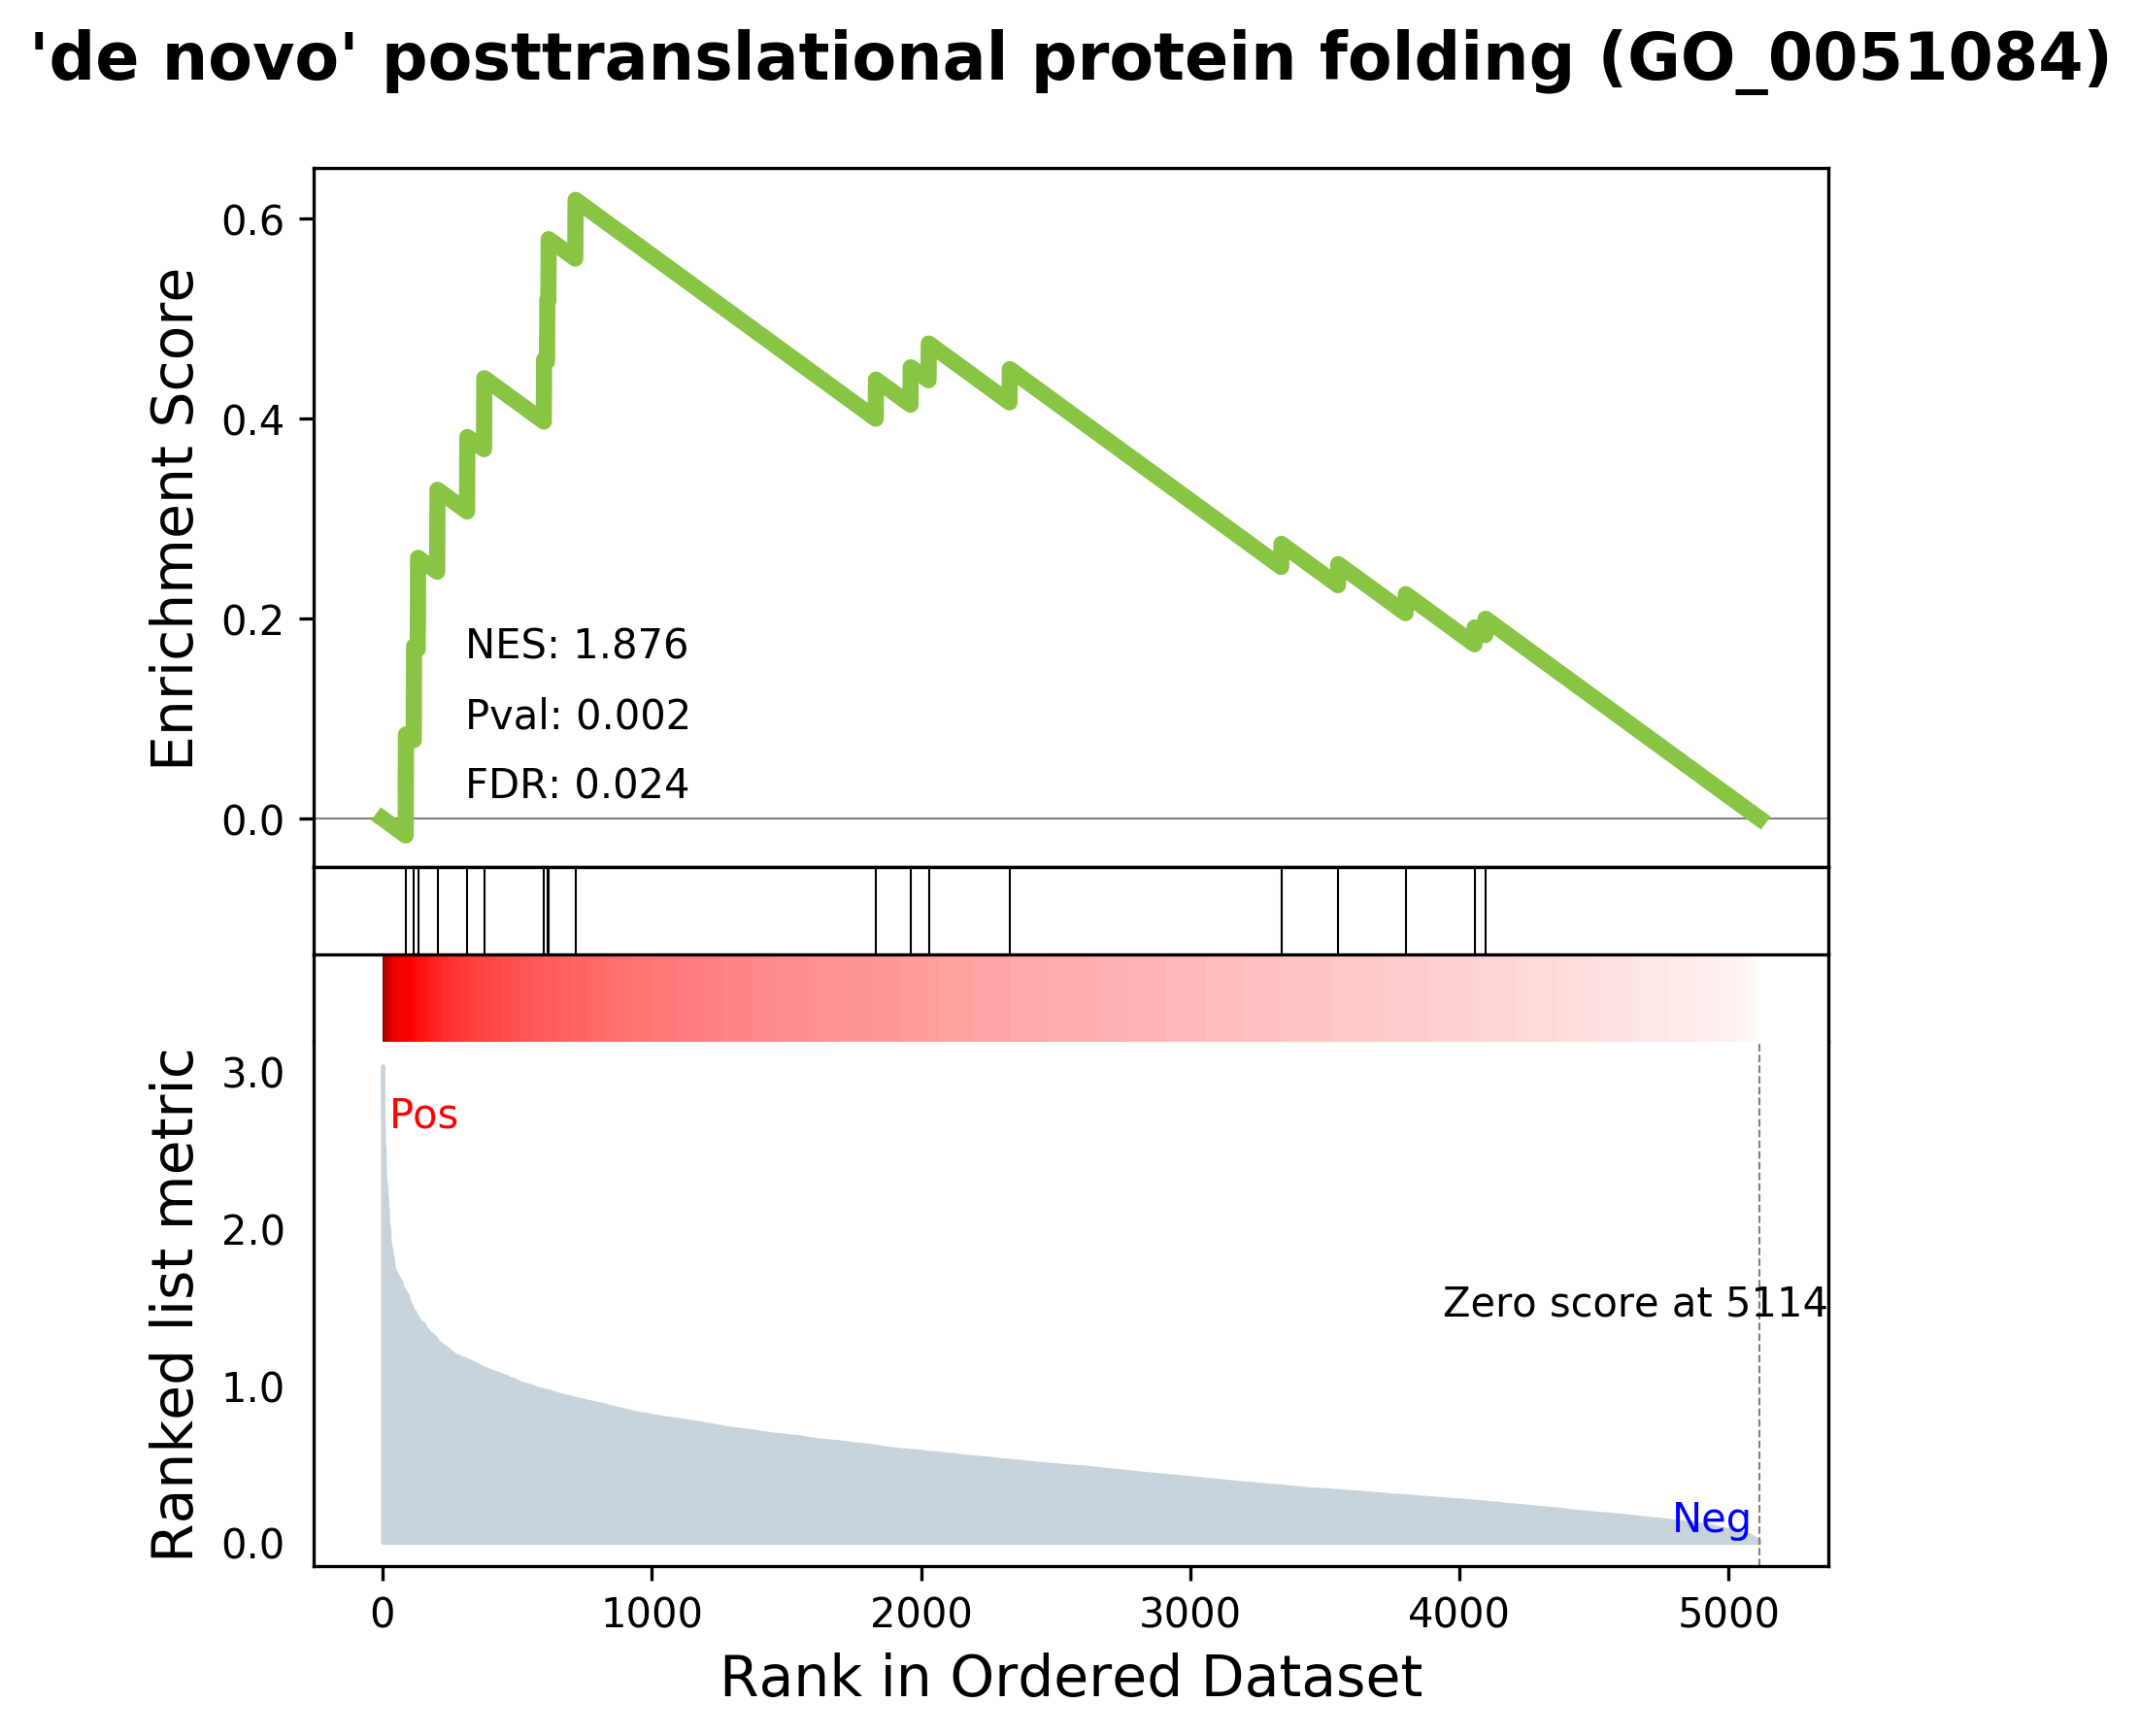 'de novo' posttranslational protein folding (GO_0051084)
Enrichment Score
0.6
0.4
0.2
0.0
NES: 1.876
Pval: 0.002
FDR: 0.024
Ranked list metric
3.0
2.0
1.0
0.0
Pos
Zero score at 5114
Neg
0 1000 2000 3000 4000 5000
Rank in Ordered Dataset